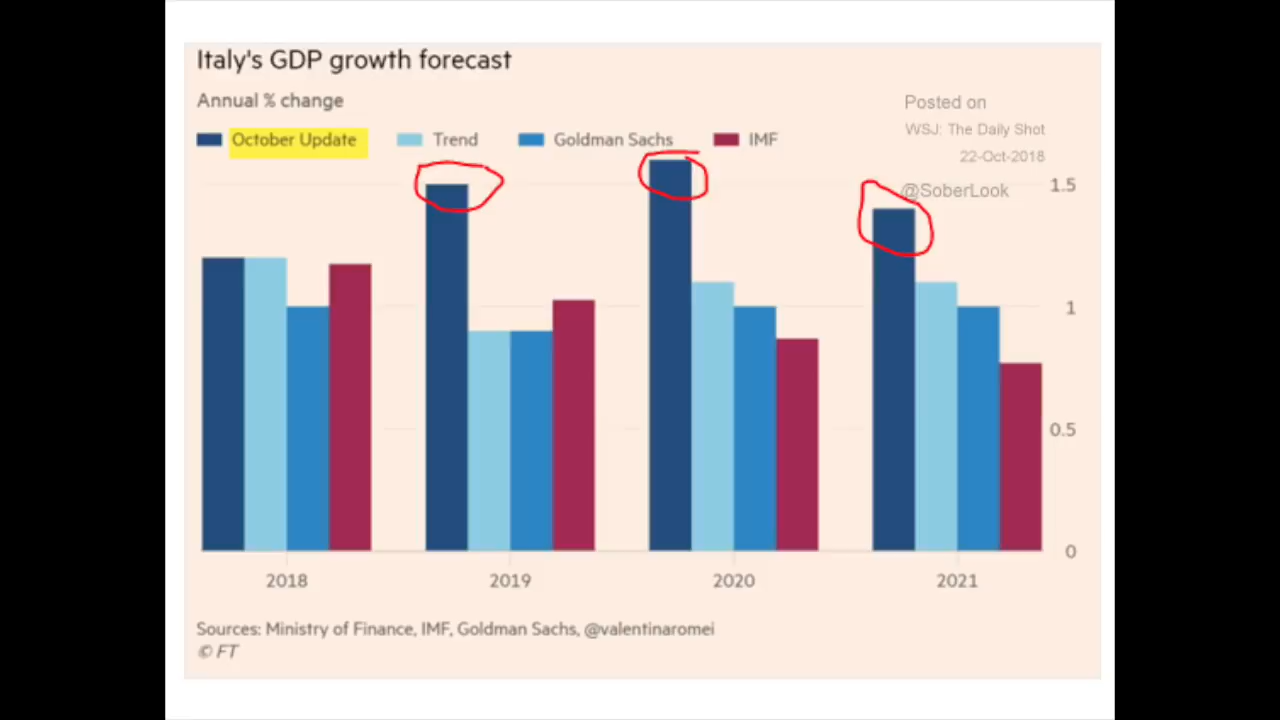 Italy's GDP growth forecast
Annual % change
October Update Trend Goldman Sachs IMF
Posted on
WSJ: The Daily Shot
22-Oct-2018
@SoberLook
1.5
1
0.5
0
2018 2019 2020 2021
Sources: Ministry of Finance, IMF, Goldman Sachs, @valentinaromei
© FT